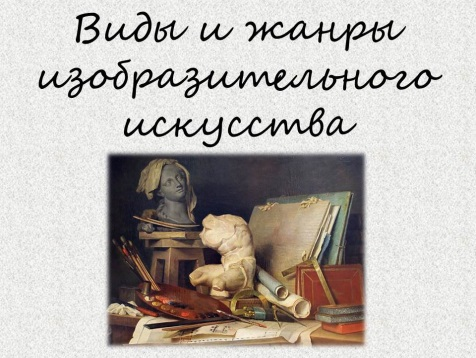 Виды и жанры
изобразительного
искусства